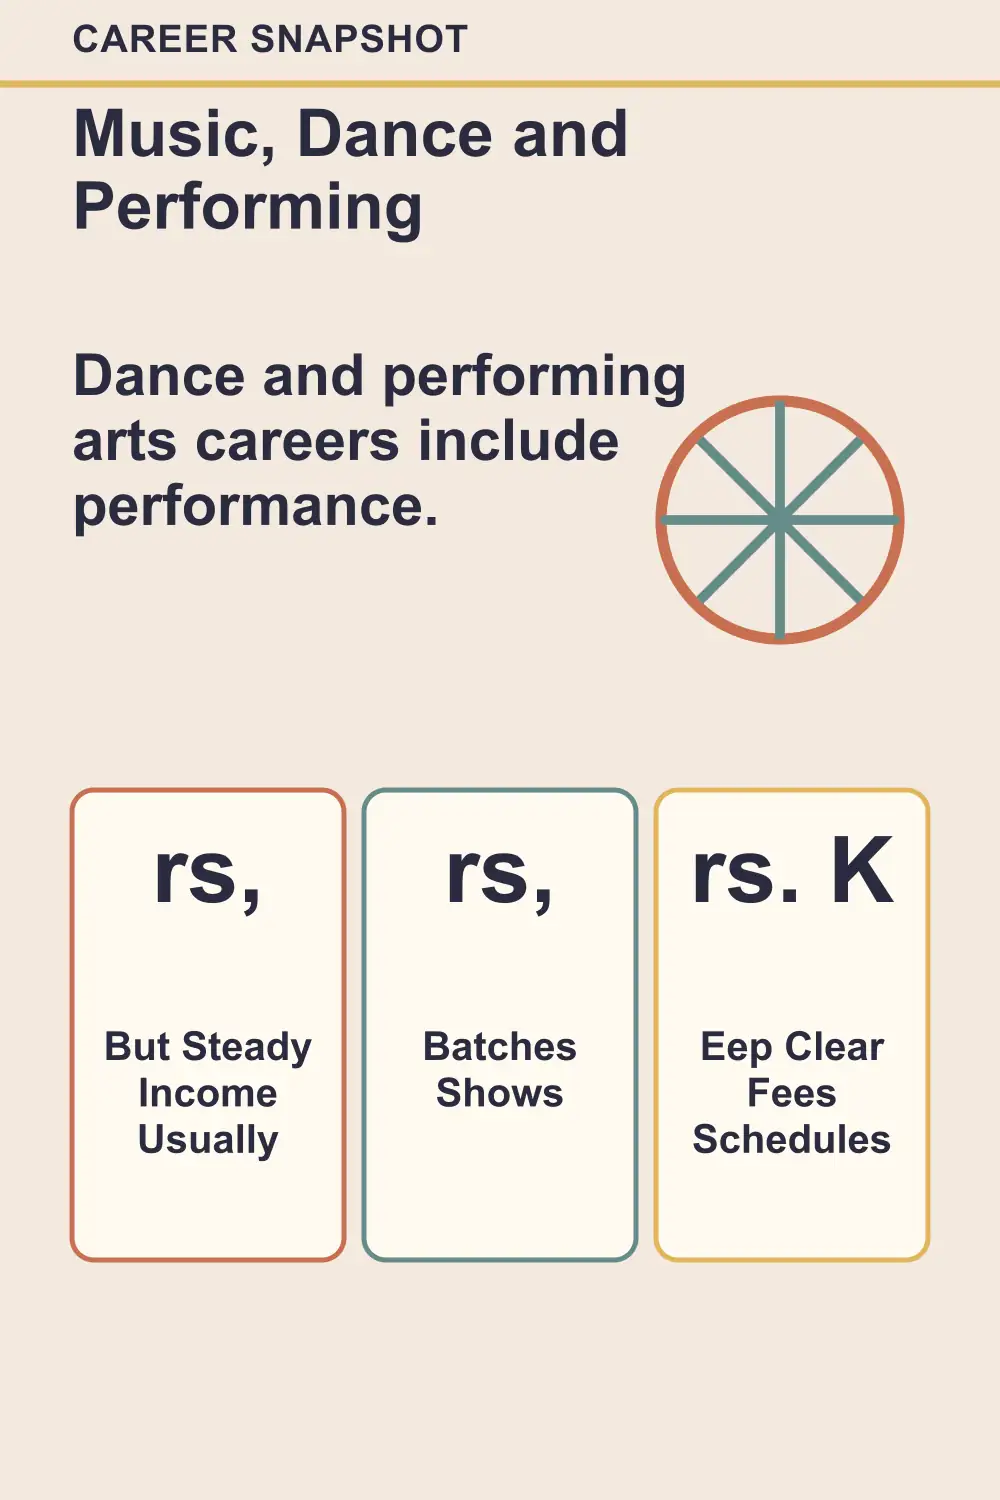 CAREER SNAPSHOT
Music, Dance and
Performing
Dance and performing
arts careers include
performance.
rs,
But Steady
Income
Usually
rs,
Batches
Shows
rs. K
Eep Clear
Fees
Schedules